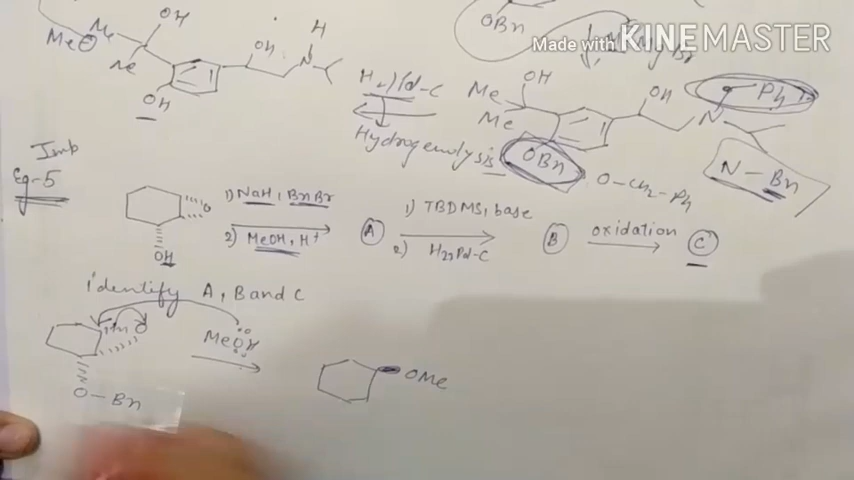 OH
H
OBn
Made with KINEMASTER
Me
MeO
OH
N
H2/Pd-C
OH
Me
OH
Ph
Me
Me
OH
Hydrogenolysis
OBn
N
N - Bn
O-CH2-Ph
Imp
Eg-5
O
1) NaH, BnBr
1) TBDMS, base
2) MeOH, H+
A
2) H2, Pd-C
B
oxidation
C
OH
identify A, B and C
O
MeOH
OMe
O - Bn